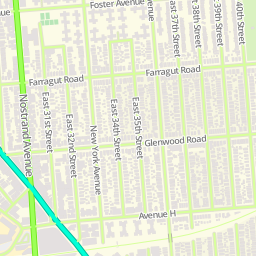 Foster Avenue
East 37th Street
East 38th Street
East 39th Street
40th Street
Farragut Road
Farragut Road
Nostrand Avenue
East 31st Street
East 32nd Street
New York Avenue
East 34th Street
East 35th Street
Glenwood Road
Avenue H